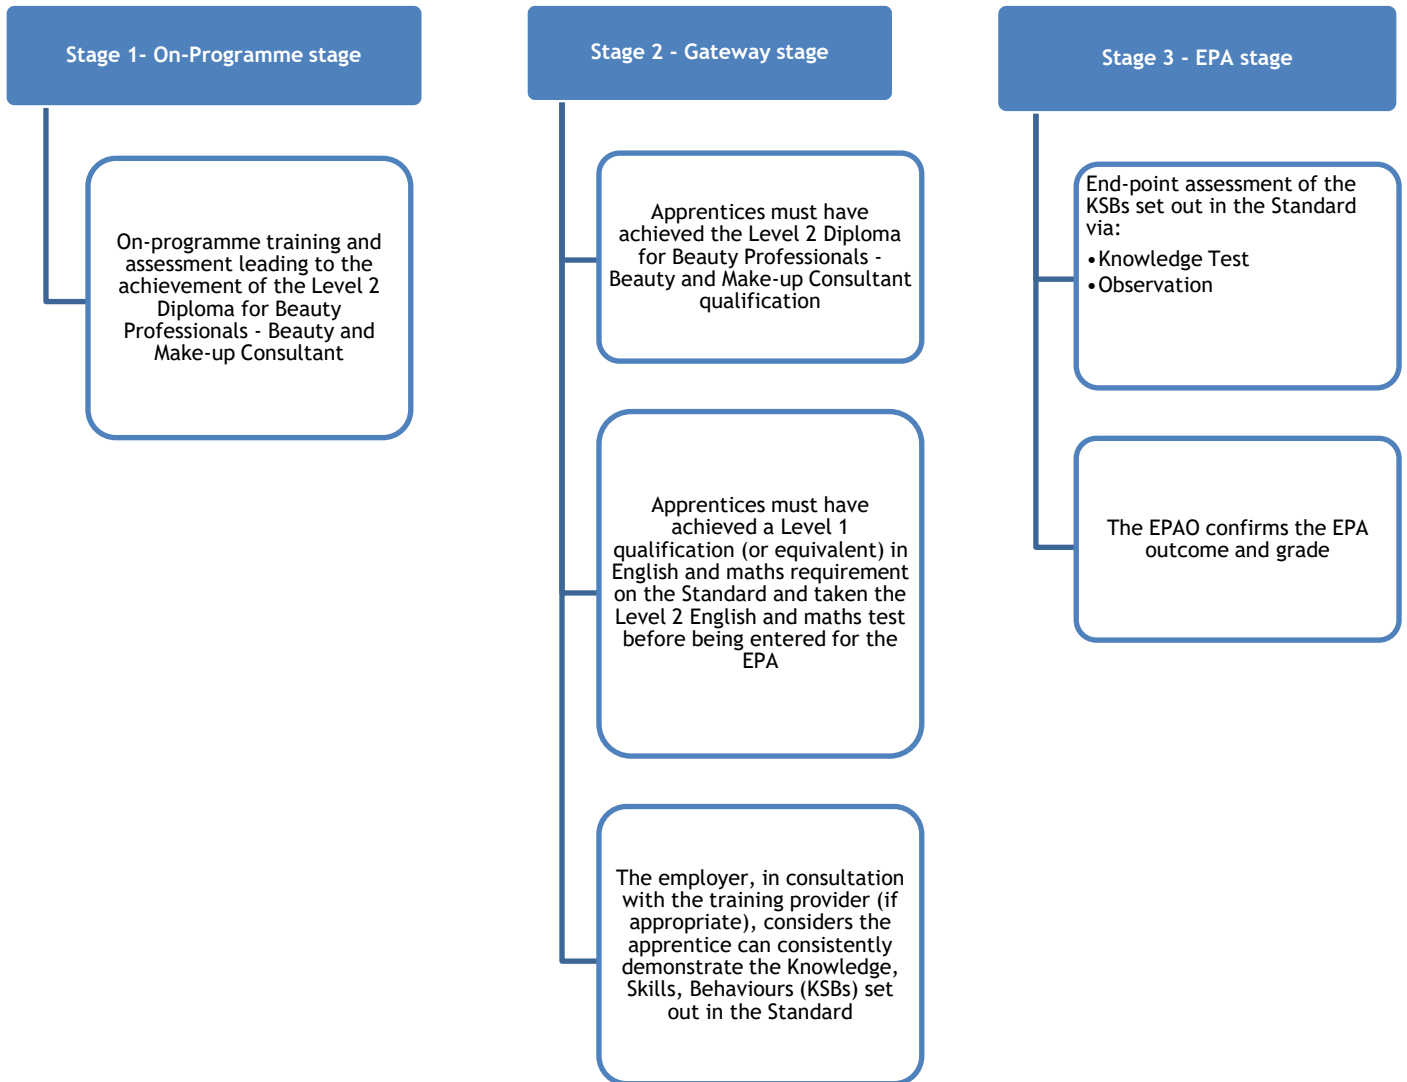 Stage 1- On-Programme stage
On-programme training and
assessment leading to the
achievement of the Level 2
Diploma for Beauty
Professionals - Beauty and
Make-up Consultant
Stage 2 - Gateway stage
Apprentices must have
achieved the Level 2 Diploma
for Beauty Professionals -
Beauty and Make-up Consultant
qualification
Apprentices must have
achieved a Level 1
qualification (or equivalent) in
English and maths requirement
on the Standard and taken the
Level 2 English and maths test
before being entered for the
EPA
The employer, in consultation
with the training provider (if
appropriate), considers the
apprentice can consistently
demonstrate the Knowledge,
Skills, Behaviours (KSBs) set
out in the Standard
Stage 3 - EPA stage
End-point assessment of the
KSBs set out in the Standard
via:
•Knowledge Test
•Observation
The EPAO confirms the EPA
outcome and grade